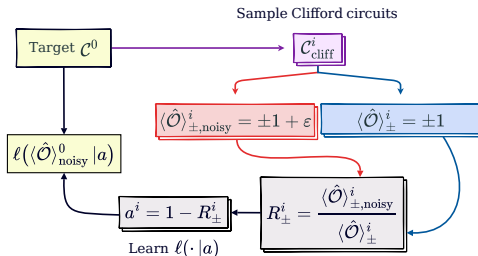 Sample Clifford circuits
Target 𝒞⁰
𝒞ⁱ_cliff
⟨Ô⟩ⁱ_±,noisy = ±1 + ε
⟨Ô⟩ⁱ_± = ±1
ℓ(⟨Ô⟩⁰_noisy |a)
aⁱ = 1 − Rⁱ_±
Rⁱ_± = ⟨Ô⟩ⁱ_±,noisy / ⟨Ô⟩ⁱ_±
Learn ℓ(· |a)